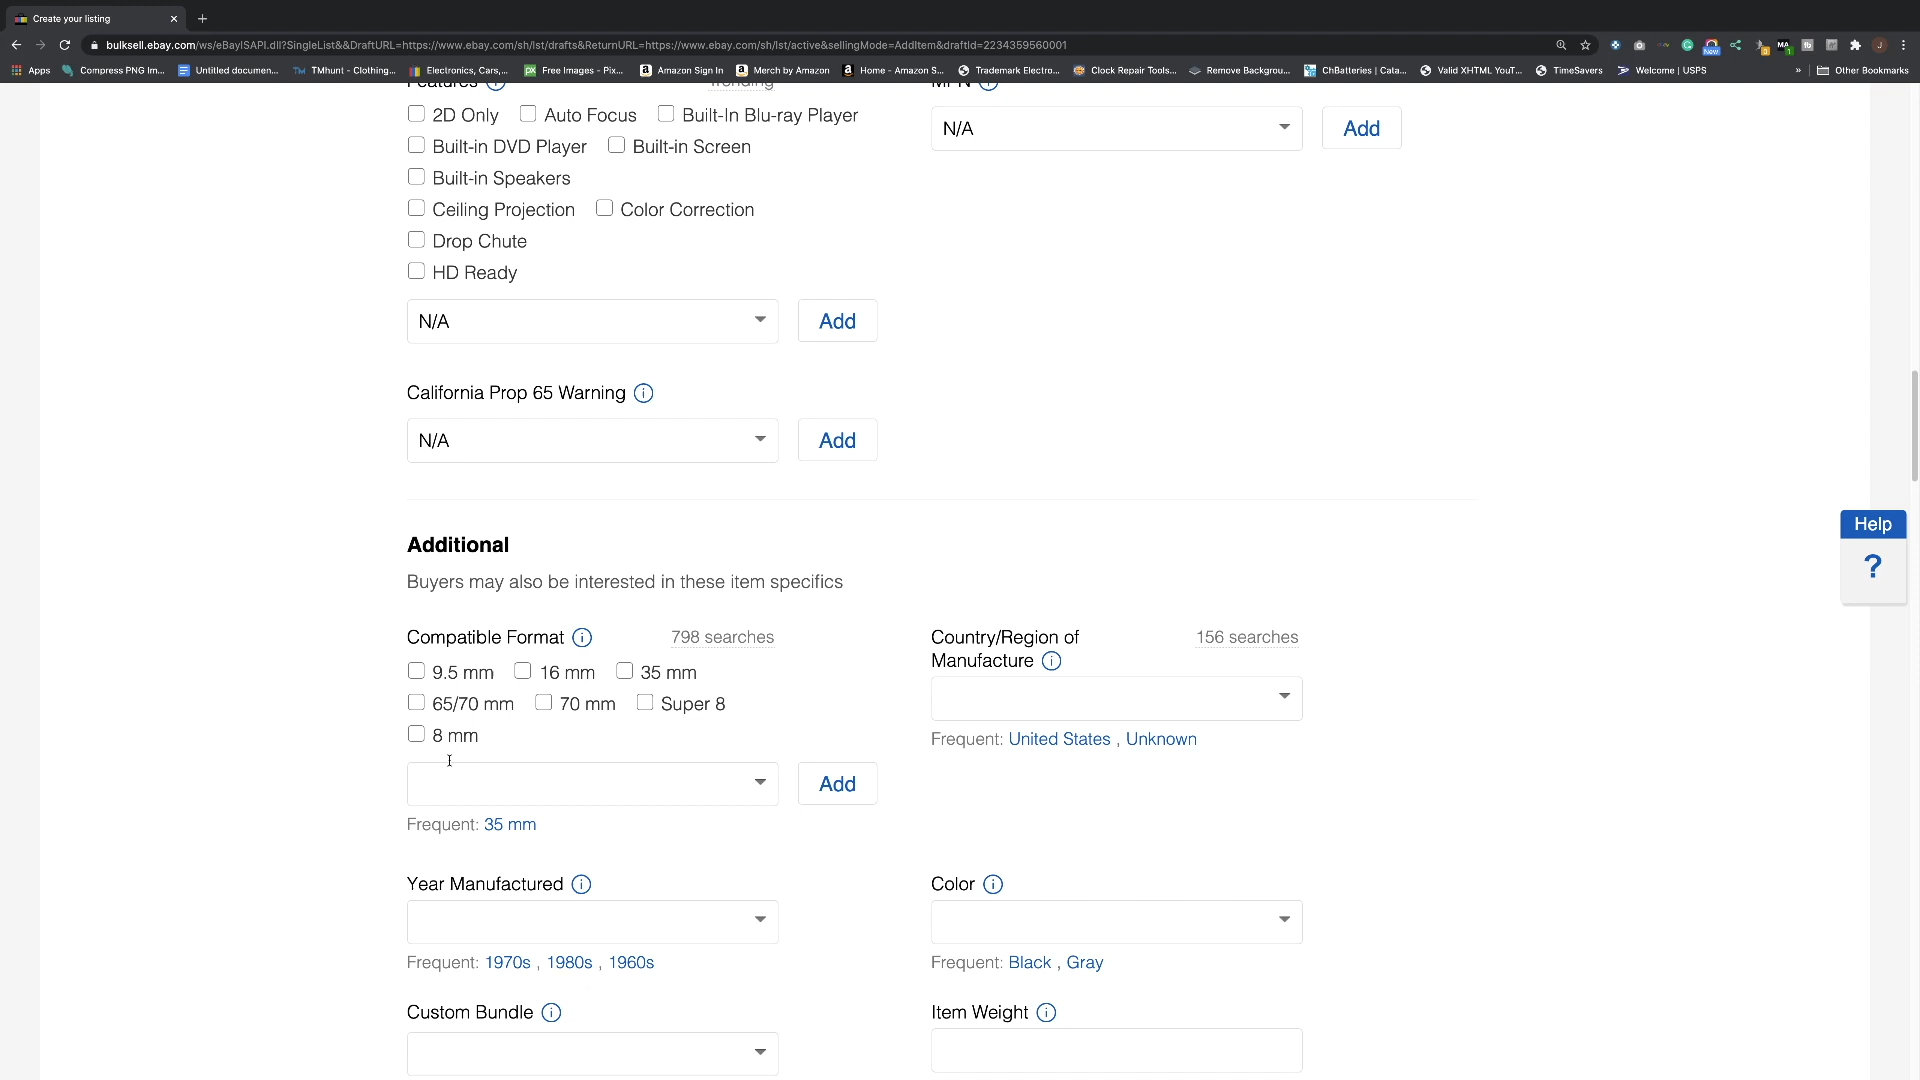 Create your listing
bulksell.ebay.com/ws/eBayISAPI.dll?SingleList&&DraftURL=https://www.ebay.com/sh/lst/drafts&ReturnURL=https://www.ebay.com/sh/lst/active&sellingMode=AddItem&draftId=2234359560001
Apps Compress PNG Im... Untitled documen... TMhunt - Clothing... Electronics, Cars,... Free Images - Pix... Amazon Sign In Merch by Amazon Home - Amazon S... Trademark Electro... Clock Repair Tools... Remove Backgrou... ChBatteries | Cata... Valid XHTML YouT... TimeSavers Welcome | USPS » Other Bookmarks
Features Trending MPN
2D Only Auto Focus Built-In Blu-ray Player
N/A Add
Built-in DVD Player Built-in Screen
Built-in Speakers
Ceiling Projection Color Correction
Drop Chute
HD Ready
N/A Add
California Prop 65 Warning
N/A Add
Help
?
Additional
Buyers may also be interested in these item specifics
Compatible Format 798 searches
9.5 mm 16 mm 35 mm
65/70 mm 70 mm Super 8
8 mm
Add
Frequent: 35 mm
Country/Region of
Manufacture
156 searches
Frequent: United States , Unknown
Year Manufactured
Frequent: 1970s , 1980s , 1960s
Color
Frequent: Black , Gray
Custom Bundle
Item Weight